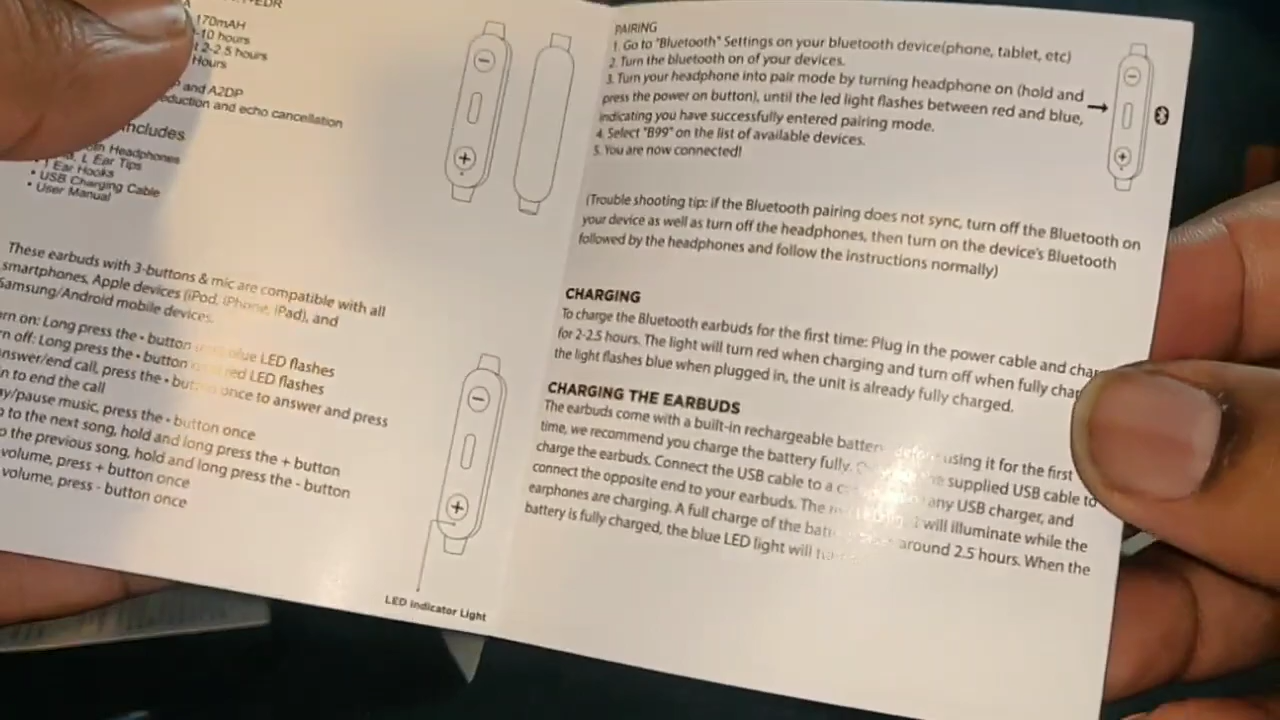 EDR
170mAH
-10 hours
2-2.5 hours
Hours
and A2DP
and echo cancellation
Headphones
L Ear Tips
Ear Hooks
• USB Charging Cable
• User Manual
These earbuds with 3-buttons & mic are compatible with all
smartphones, Apple devices (iPod, iPhone, iPad), and
Samsung/Android mobile devices.
on: Long press the • button blue LED flashes
off: Long press the • button red LED flashes
call, press the • button once to answer and press
to end the call
music, press the • button once
to the next song, hold and long press the + button
the previous song, hold and long press the - button
volume, press + button once
volume, press - button once
LED indicator Light
PAIRING
1. Go to "Bluetooth" Settings on your bluetooth device(phone, tablet, etc)
2. Turn the bluetooth on of your devices.
3. Turn your headphone into pair mode by turning headphone on (hold and
press the power on button), until the led light flashes between red and blue,
indicating you have successfully entered pairing mode.
4. Select "B99" on the list of available devices.
5. You are now connected!
(Trouble shooting tip: if the Bluetooth pairing does not sync, turn off the Bluetooth on
your device as well as turn off the headphones, then turn on the device's Bluetooth
followed by the headphones and follow the instructions normally)
CHARGING
To charge the Bluetooth earbuds for the first time: Plug in the power cable and
for 2-2.5 hours. The light will turn red when charging and turn off when fully
the light flashes blue when plugged in, the unit is already fully charged.
CHARGING THE EARBUDS
The earbuds come with a built-in rechargeable battery before using it for the first
time, we recommend you charge the battery fully. supplied USB cable to
charge the earbuds. Connect the USB cable to a any USB charger, and
connect the opposite end to your earbuds. The will illuminate while the
earphones are charging. A full charge of the around 2.5 hours. When the
battery is fully charged, the blue LED light will